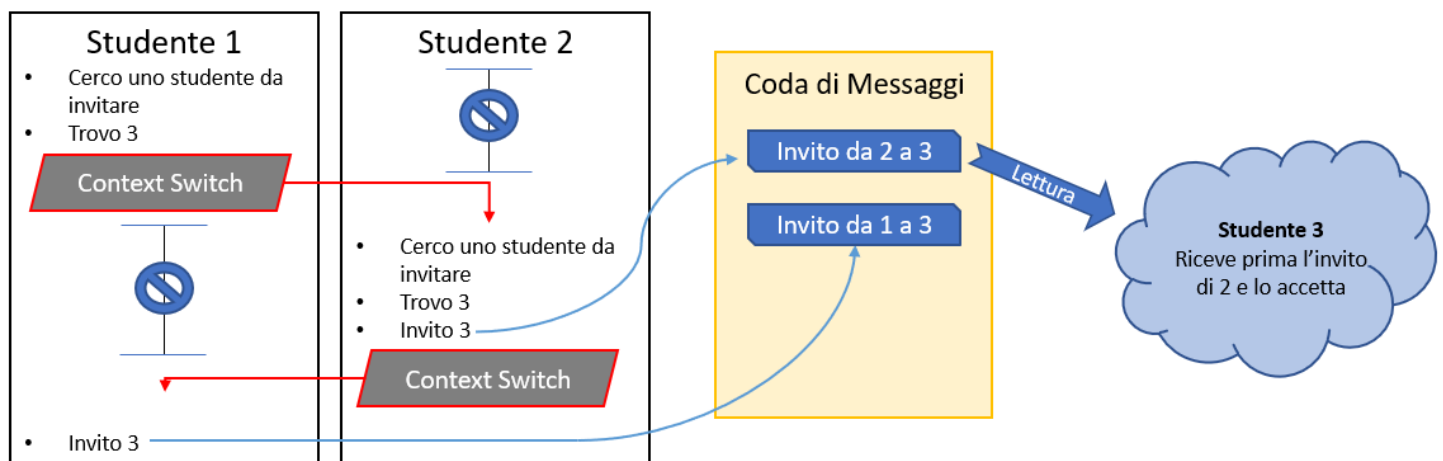 Studente 1
• Cerco uno studente da
invitare
• Trovo 3
Context Switch
• Invito 3
Studente 2
• Cerco uno studente da
invitare
• Trovo 3
• Invito 3
Context Switch
Coda di Messaggi
Invito da 2 a 3
Invito da 1 a 3
Lettura
Studente 3
Riceve prima l'invito
di 2 e lo accetta